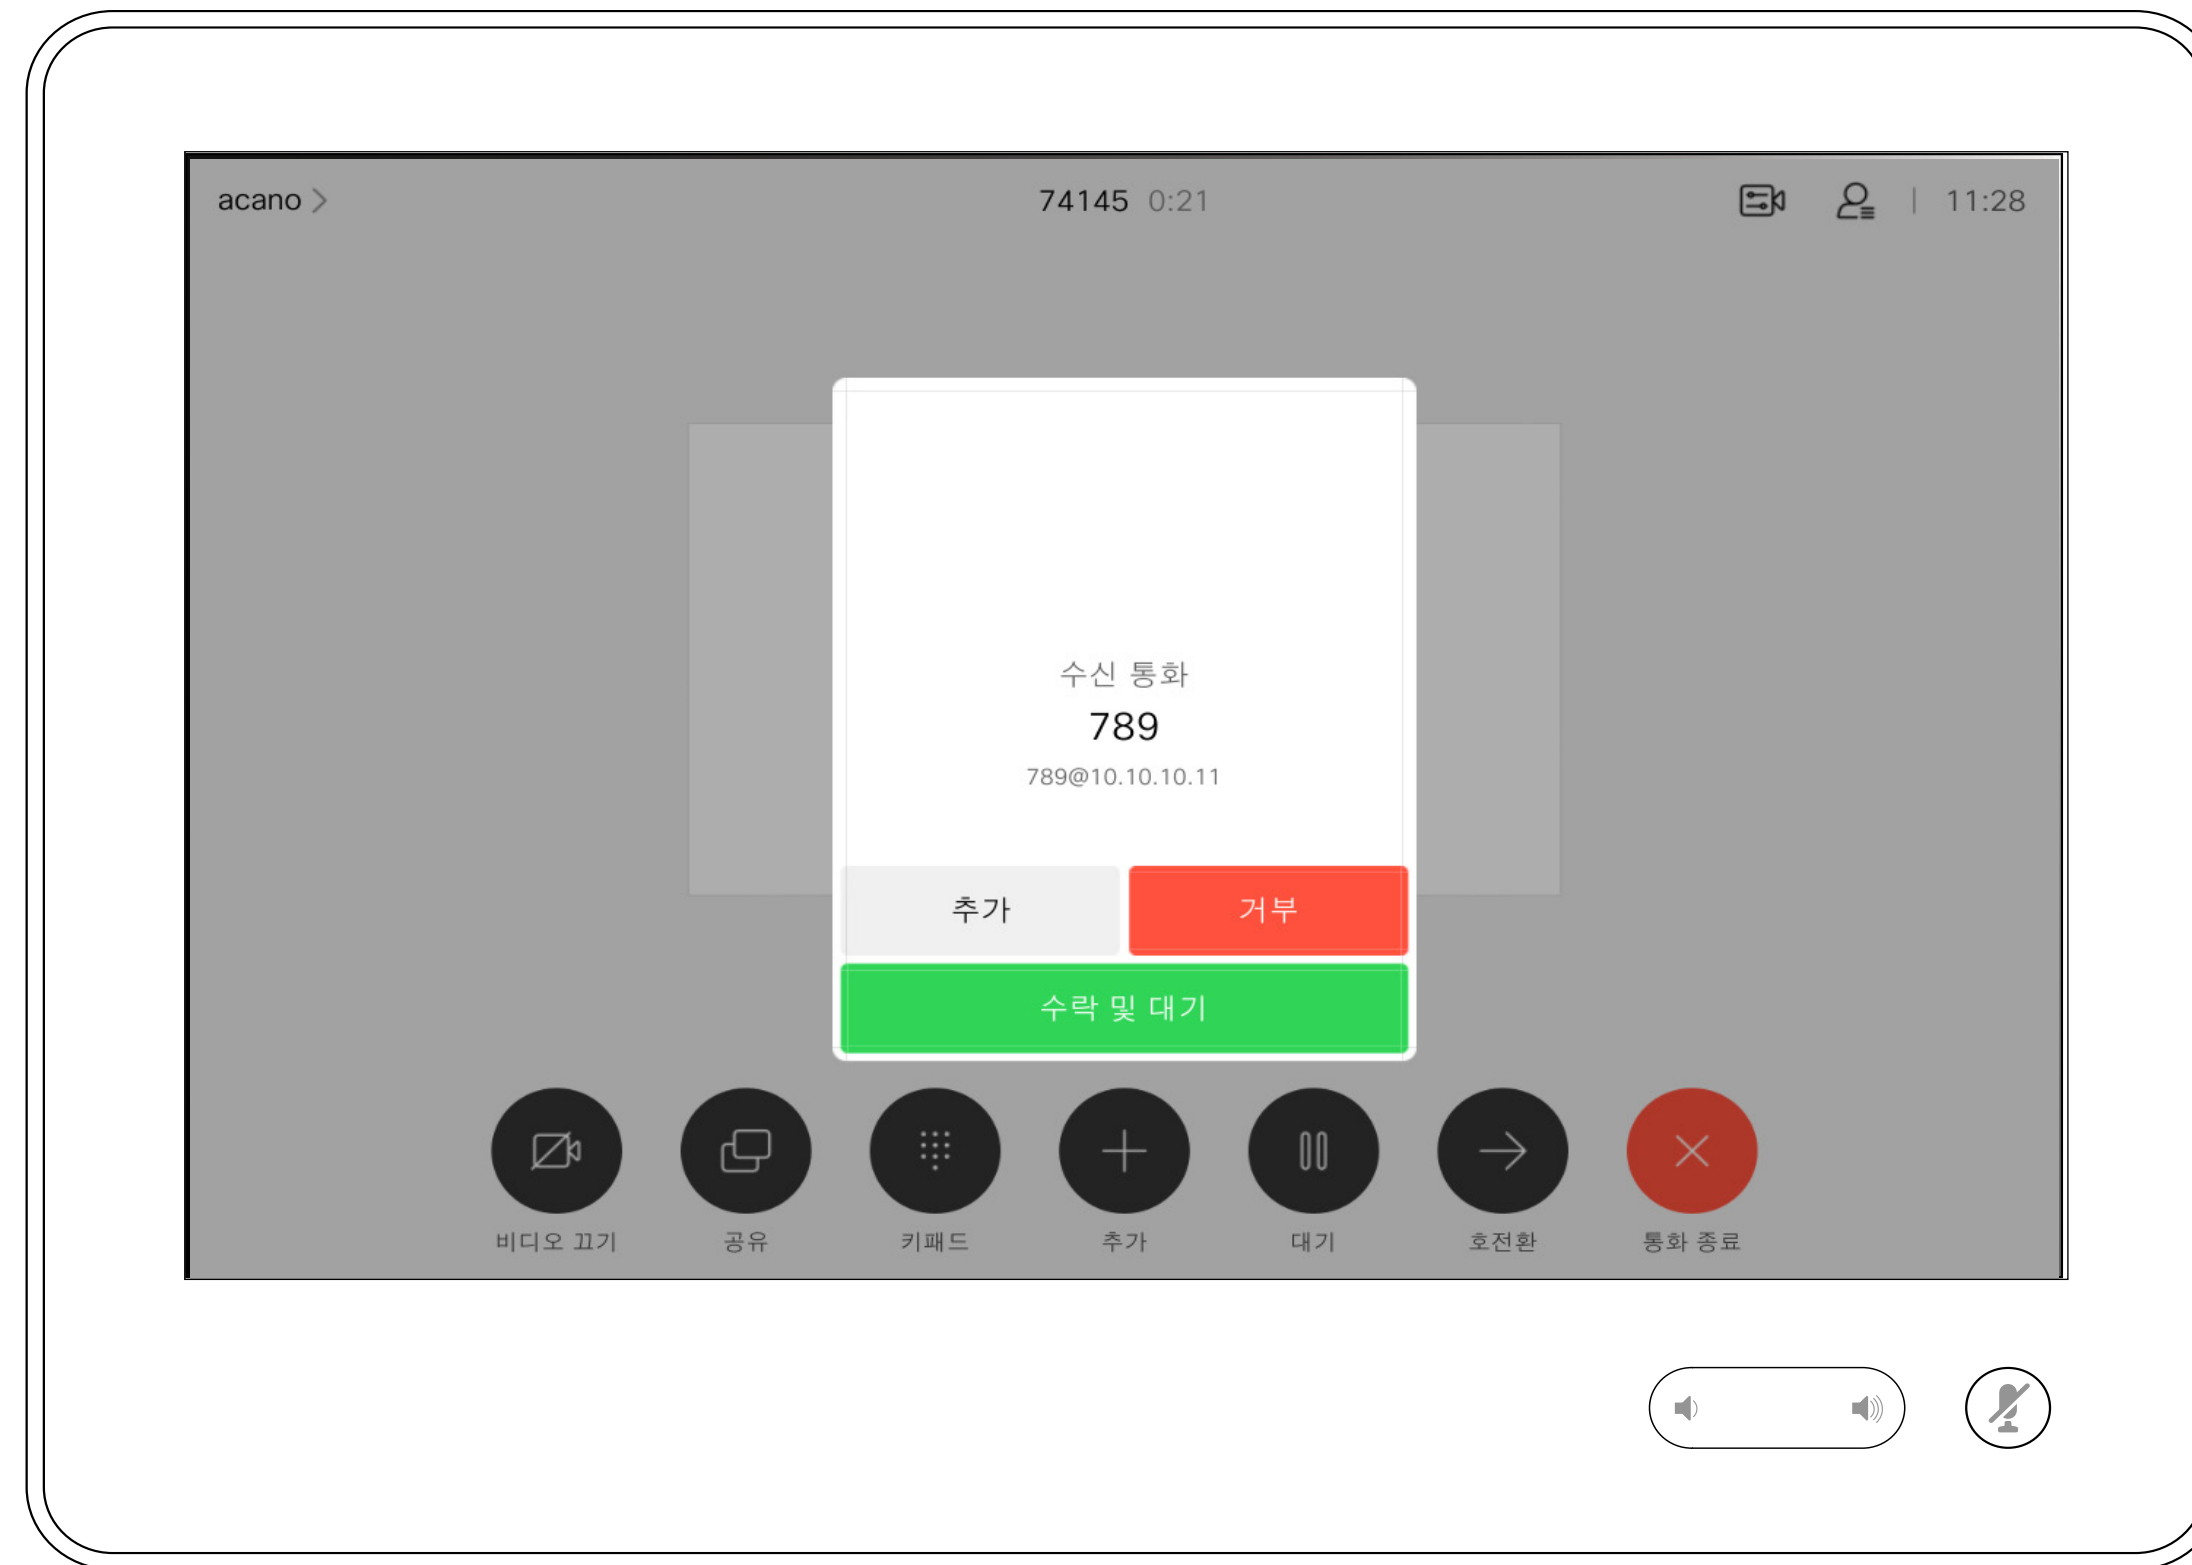 acano
74145 0:21
11:28
수신 통화
789
789@10.10.10.11
추가
거부
수락 및 대기
비디오 끄기
공유
키패드
추가
대기
호전환
통화 종료